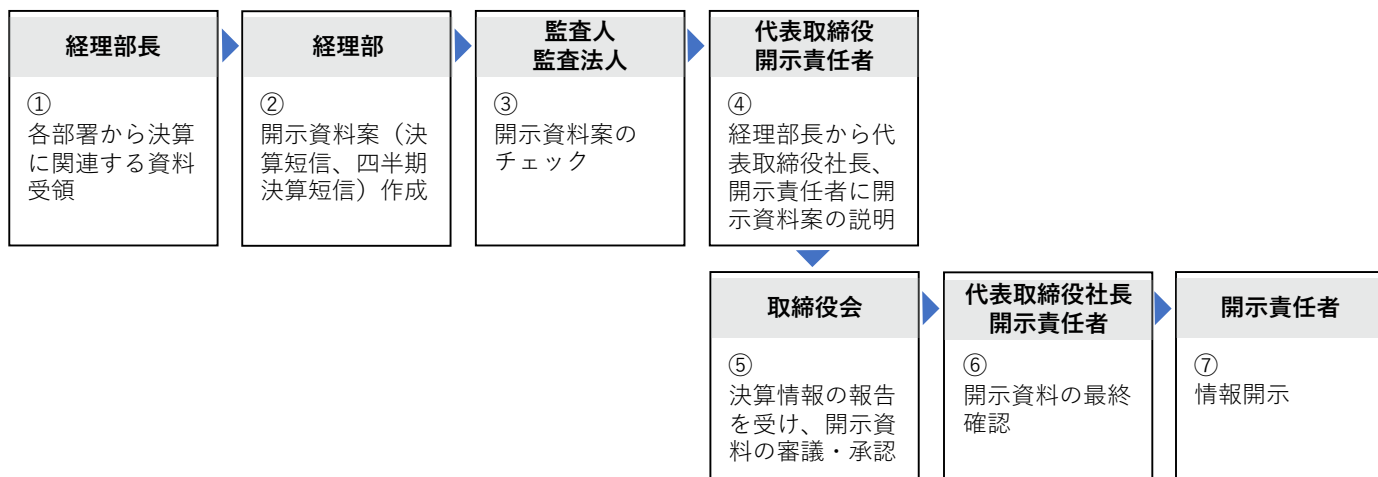 経理部長
①
各部署から決算
に関連する資料
受領
経理部
②
開示資料案（決
算短信、四半期
決算短信）作成
監査人
監査法人
③
開示資料案の
チェック
代表取締役
開示責任者
④
経理部長から代
表取締役社長、
開示責任者に開
示資料案の説明
取締役会
⑤
決算情報の報告
を受け、開示資
料の審議・承認
代表取締役社長
開示責任者
⑥
開示資料の最終
確認
開示責任者
⑦
情報開示